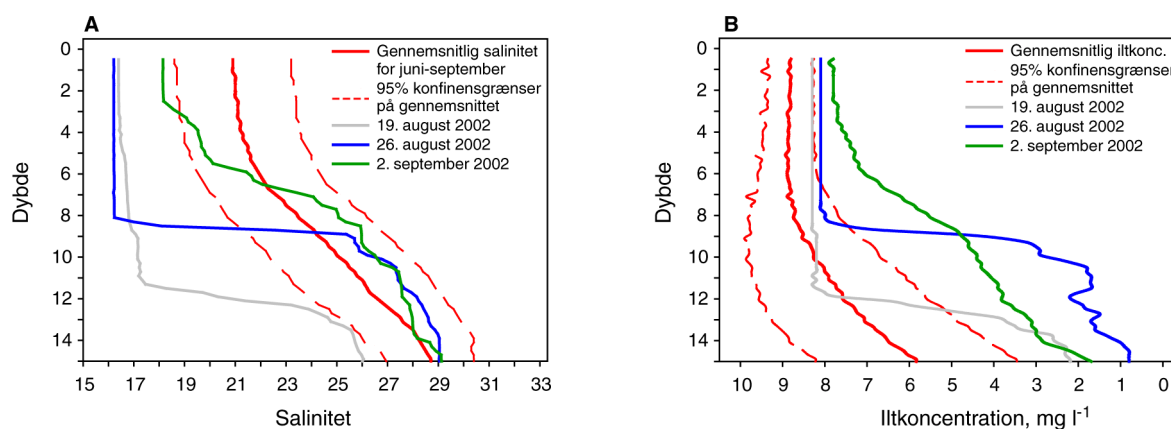 A
0
2
4
6
8
10
12
14
Dybde
15
17
19
21
23
25
27
29
31
33
Salinitet
Gennemsnitlig salinitet
for juni-september
95% konfinensgrænser
på gennemsnittet
19. august 2002
26. august 2002
2. september 2002
B
0
2
4
6
8
10
12
14
Dybde
10
9
8
7
6
5
4
3
2
1
0
Iltkoncentration, mg l-1
Gennemsnitlig iltkonc.
95% konfinensgrænser
på gennemsnittet
19. august 2002
26. august 2002
2. september 2002